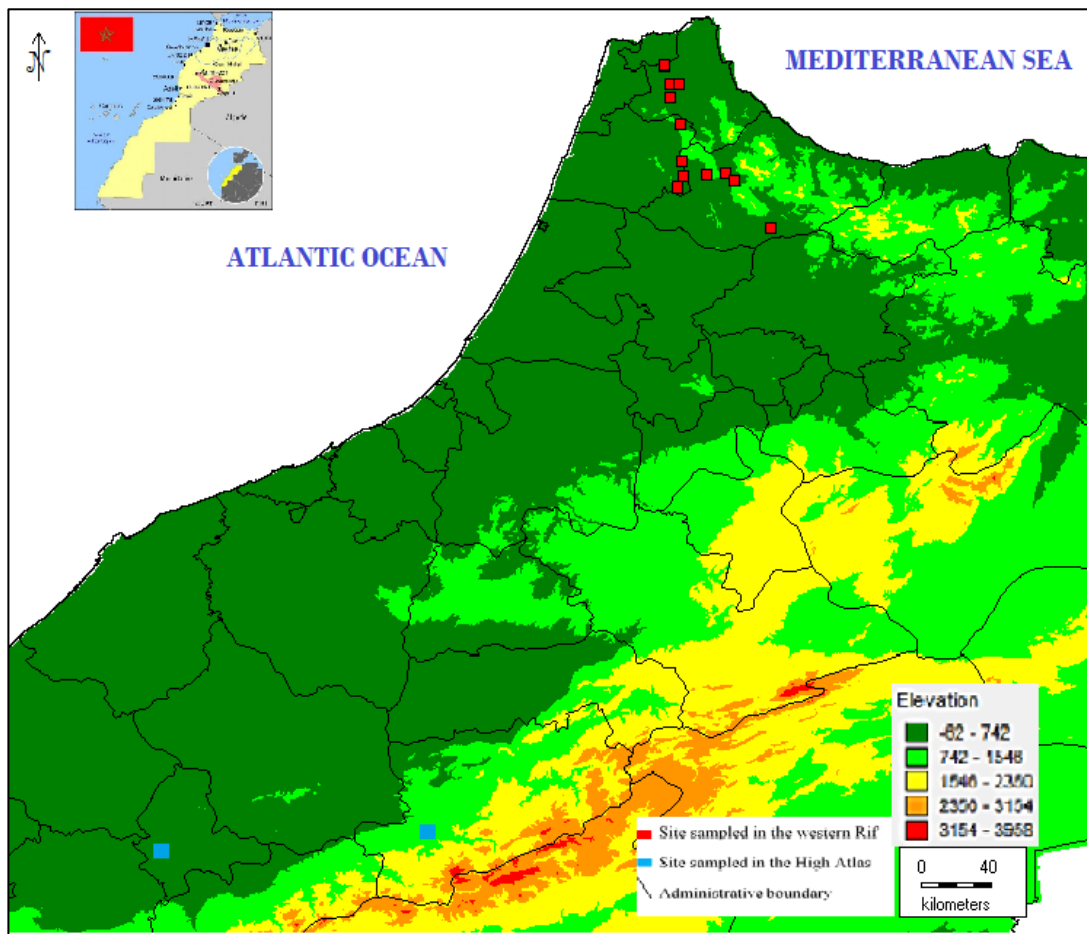 N
MEDITERRANEAN SEA
ATLANTIC OCEAN
Elevation
-62 - 742
742 - 1546
1546 - 2350
2350 - 3154
3154 - 3958
Site sampled in the western Rif
Site sampled in the High Atlas
Administrative boundary
0 40
kilometers